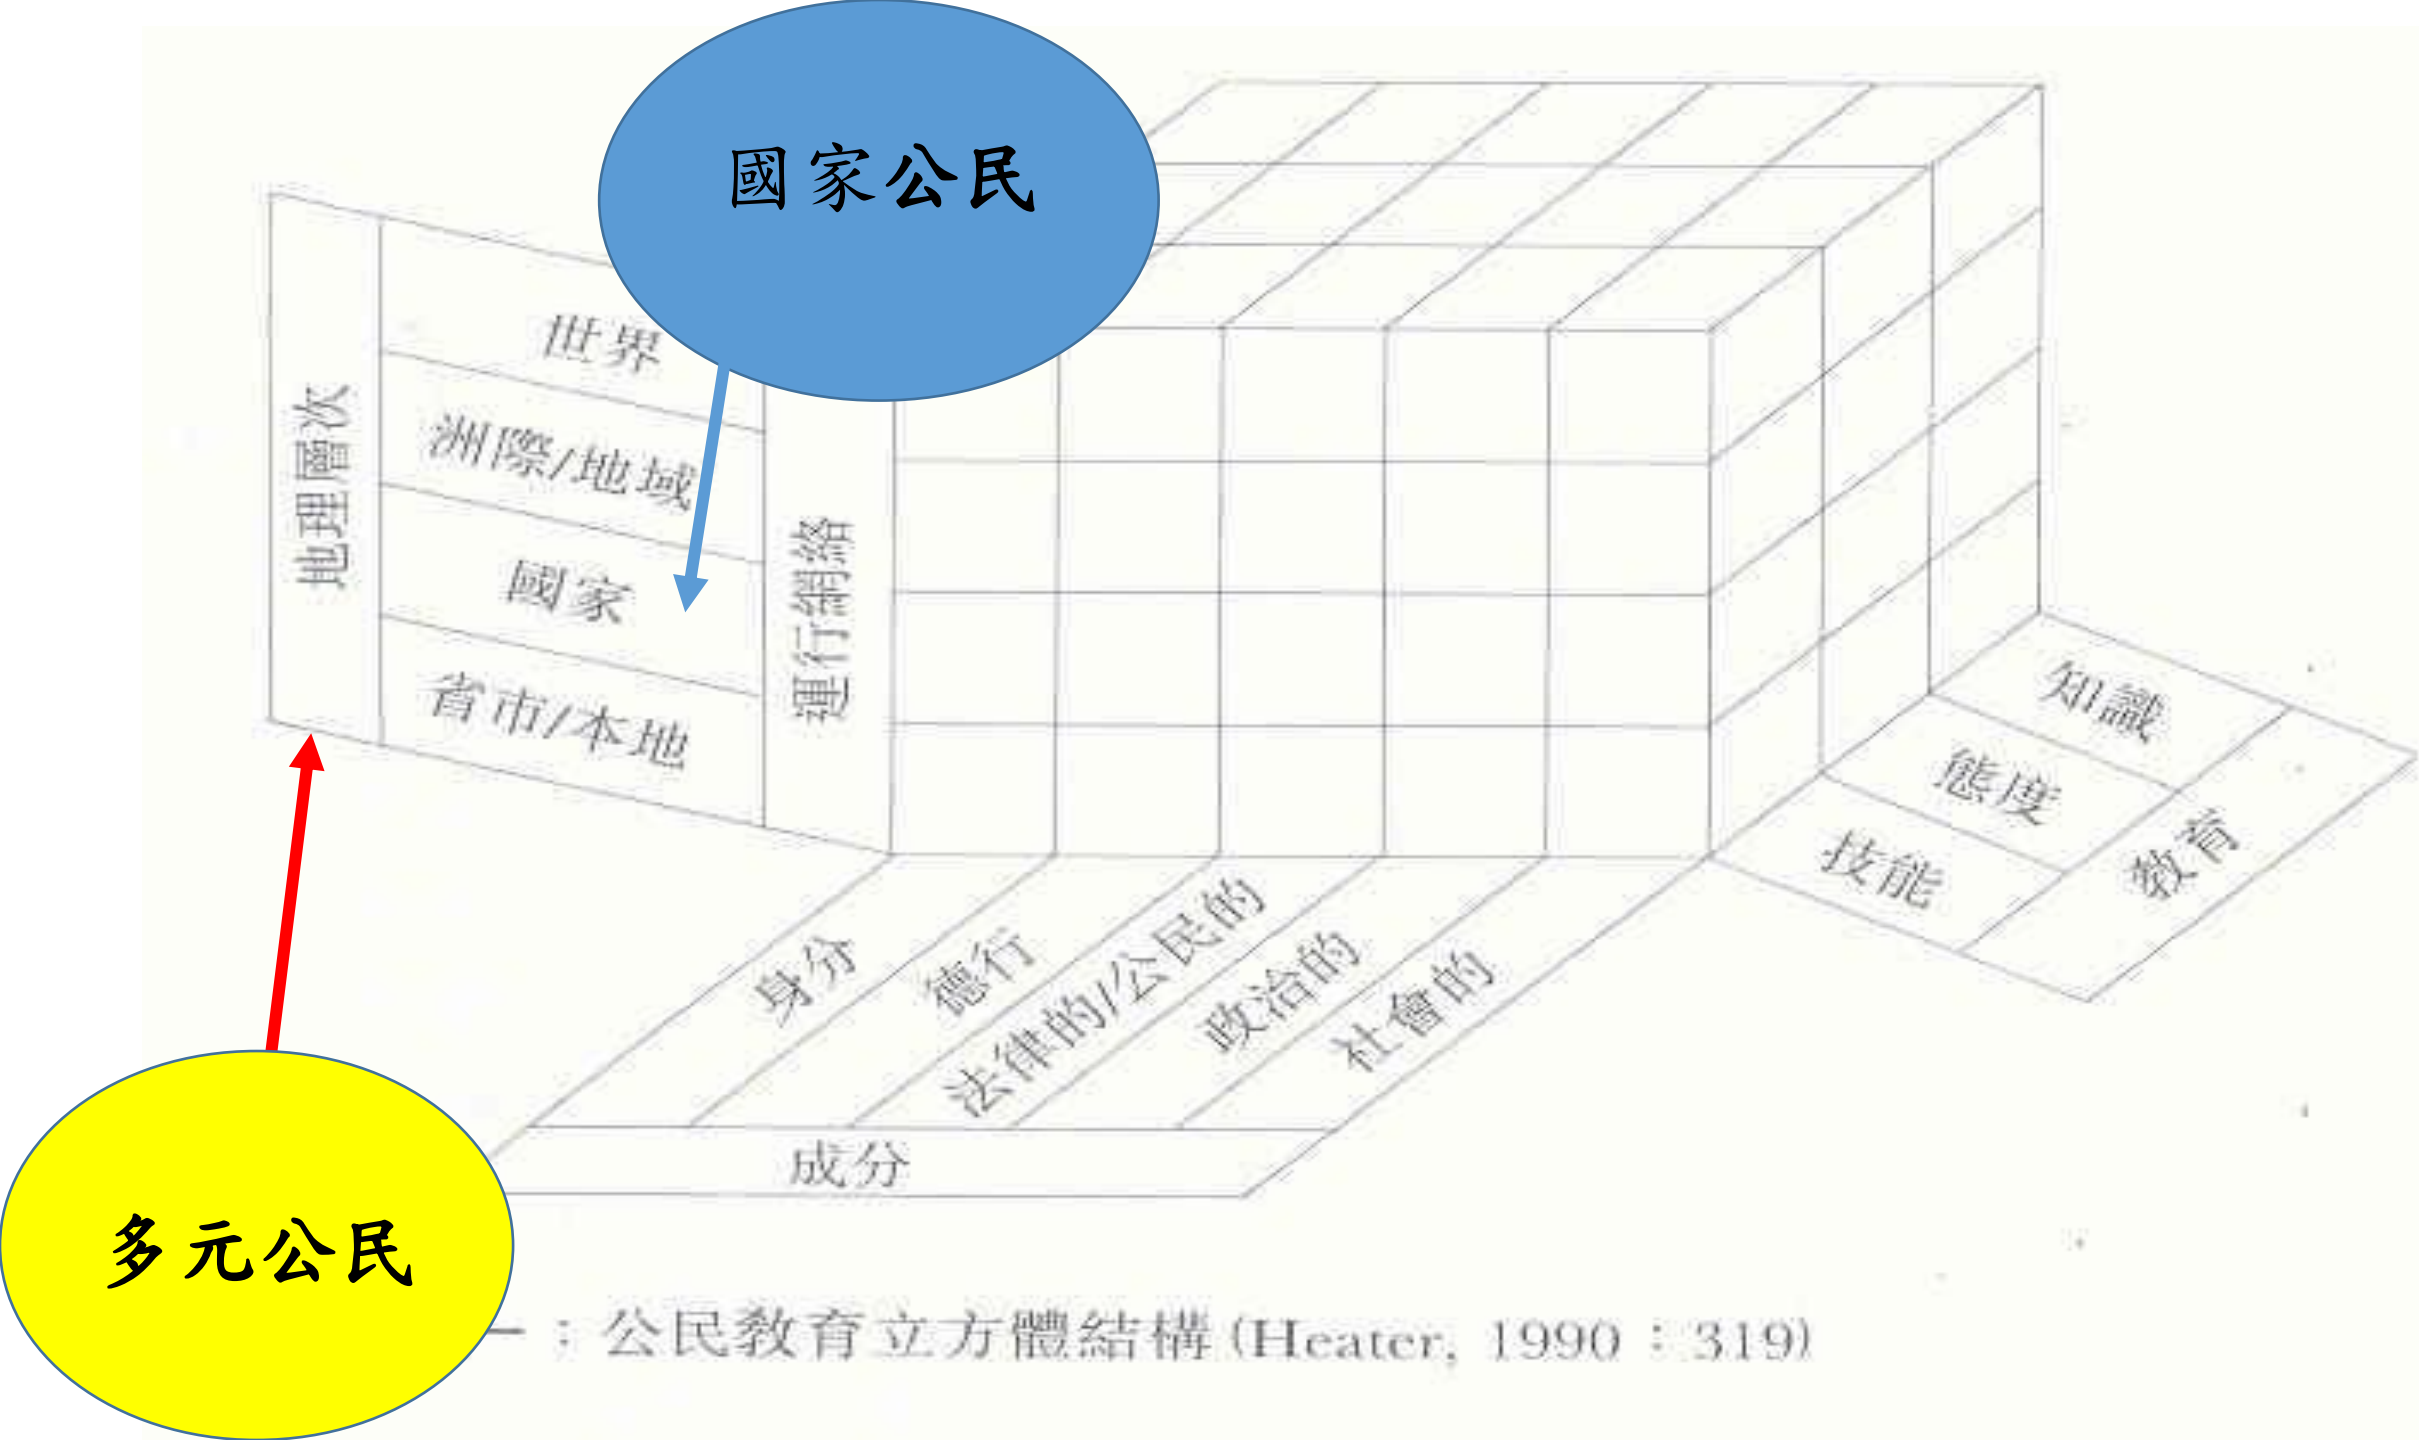 國家公民
地理層次
世界
洲際/地域
國家
省市/本地
運行網絡
知識
態度
技能
教育
身分
德行
法律的/公民的
政治的
社會的
成分
多元公民
一：公民教育立方體結構(Heater, 1990：319)